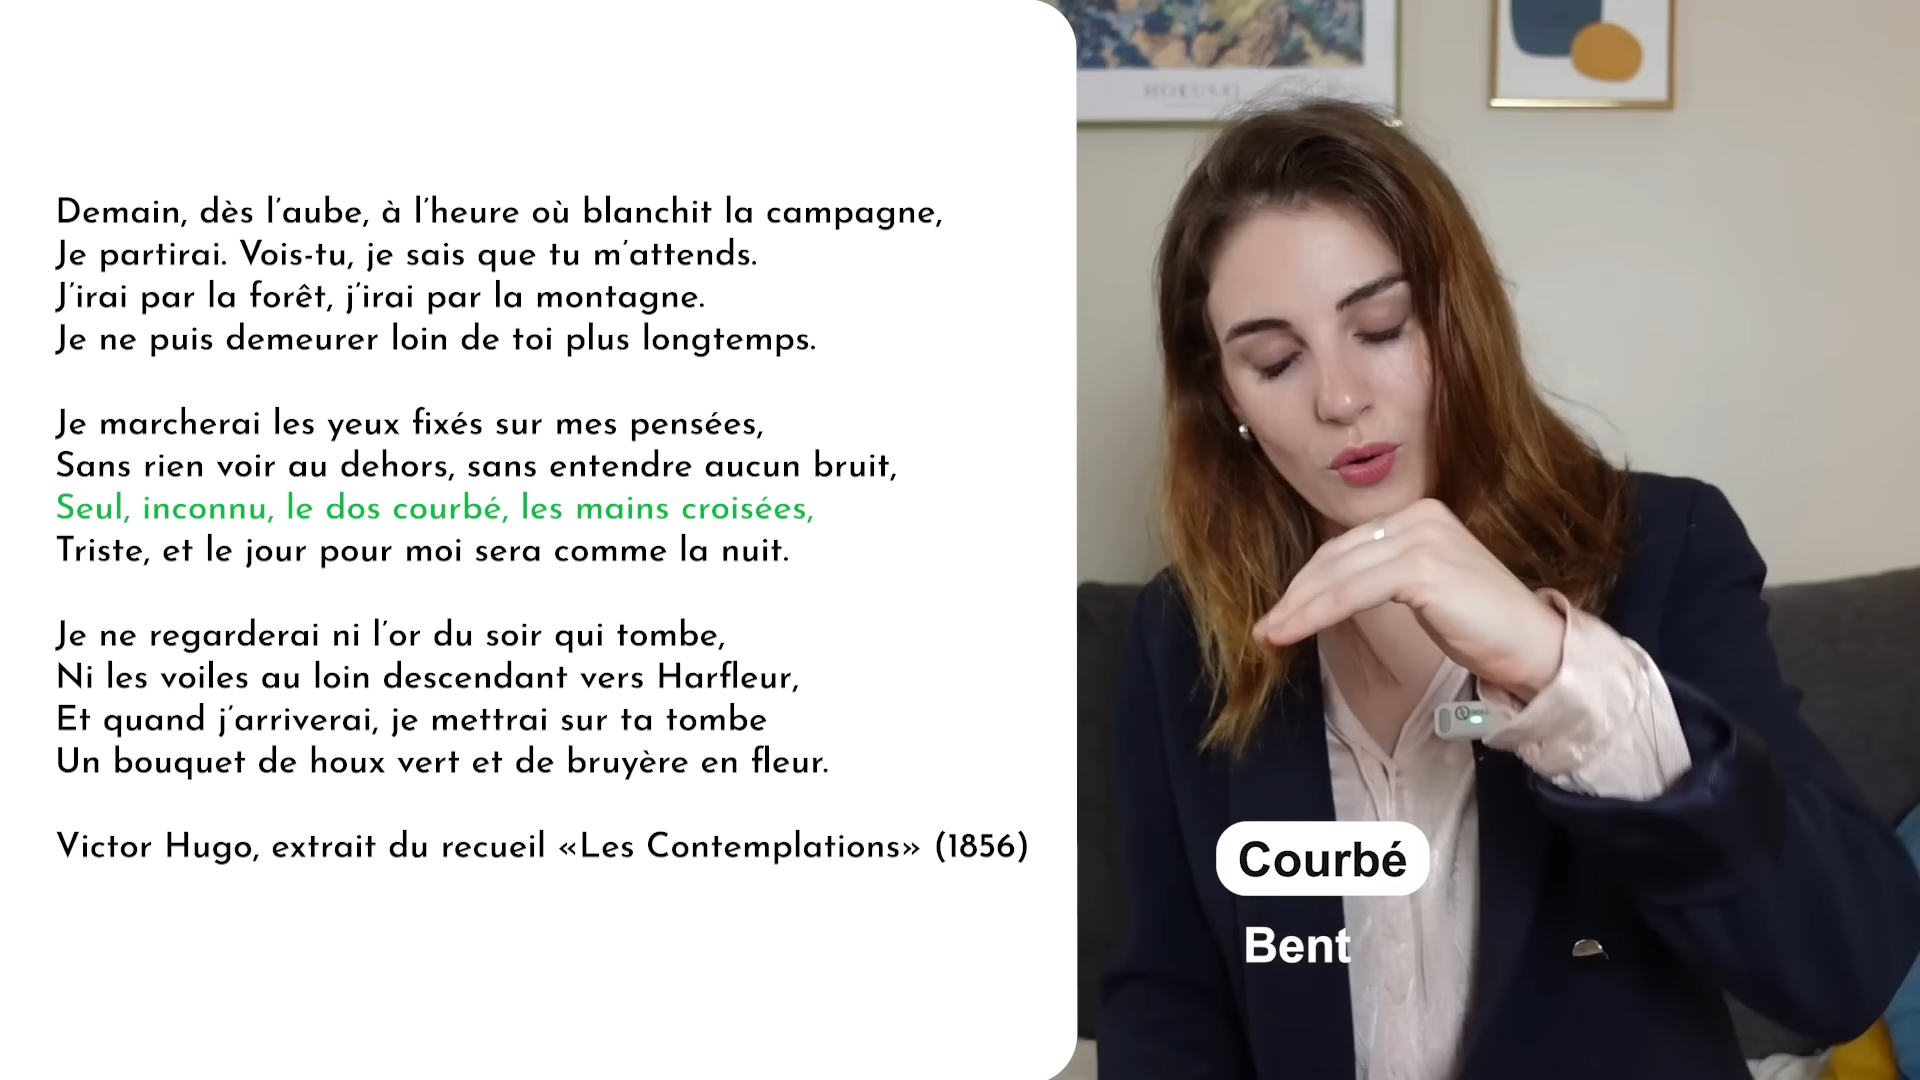 Demain, dès l'aube, à l'heure où blanchit la campagne,
Je partirai. Vois-tu, je sais que tu m'attends.
J'irai par la forêt, j'irai par la montagne.
Je ne puis demeurer loin de toi plus longtemps.
Je marcherai les yeux fixés sur mes pensées,
Sans rien voir au dehors, sans entendre aucun bruit,
Seul, inconnu, le dos courbé, les mains croisées,
Triste, et le jour pour moi sera comme la nuit.
Je ne regarderai ni l'or du soir qui tombe,
Ni les voiles au loin descendant vers Harfleur,
Et quand j'arriverai, je mettrai sur ta tombe
Un bouquet de houx vert et de bruyère en fleur.
Victor Hugo, extrait du recueil «Les Contemplations» (1856)
HOKUSAI
Courbé
Bent